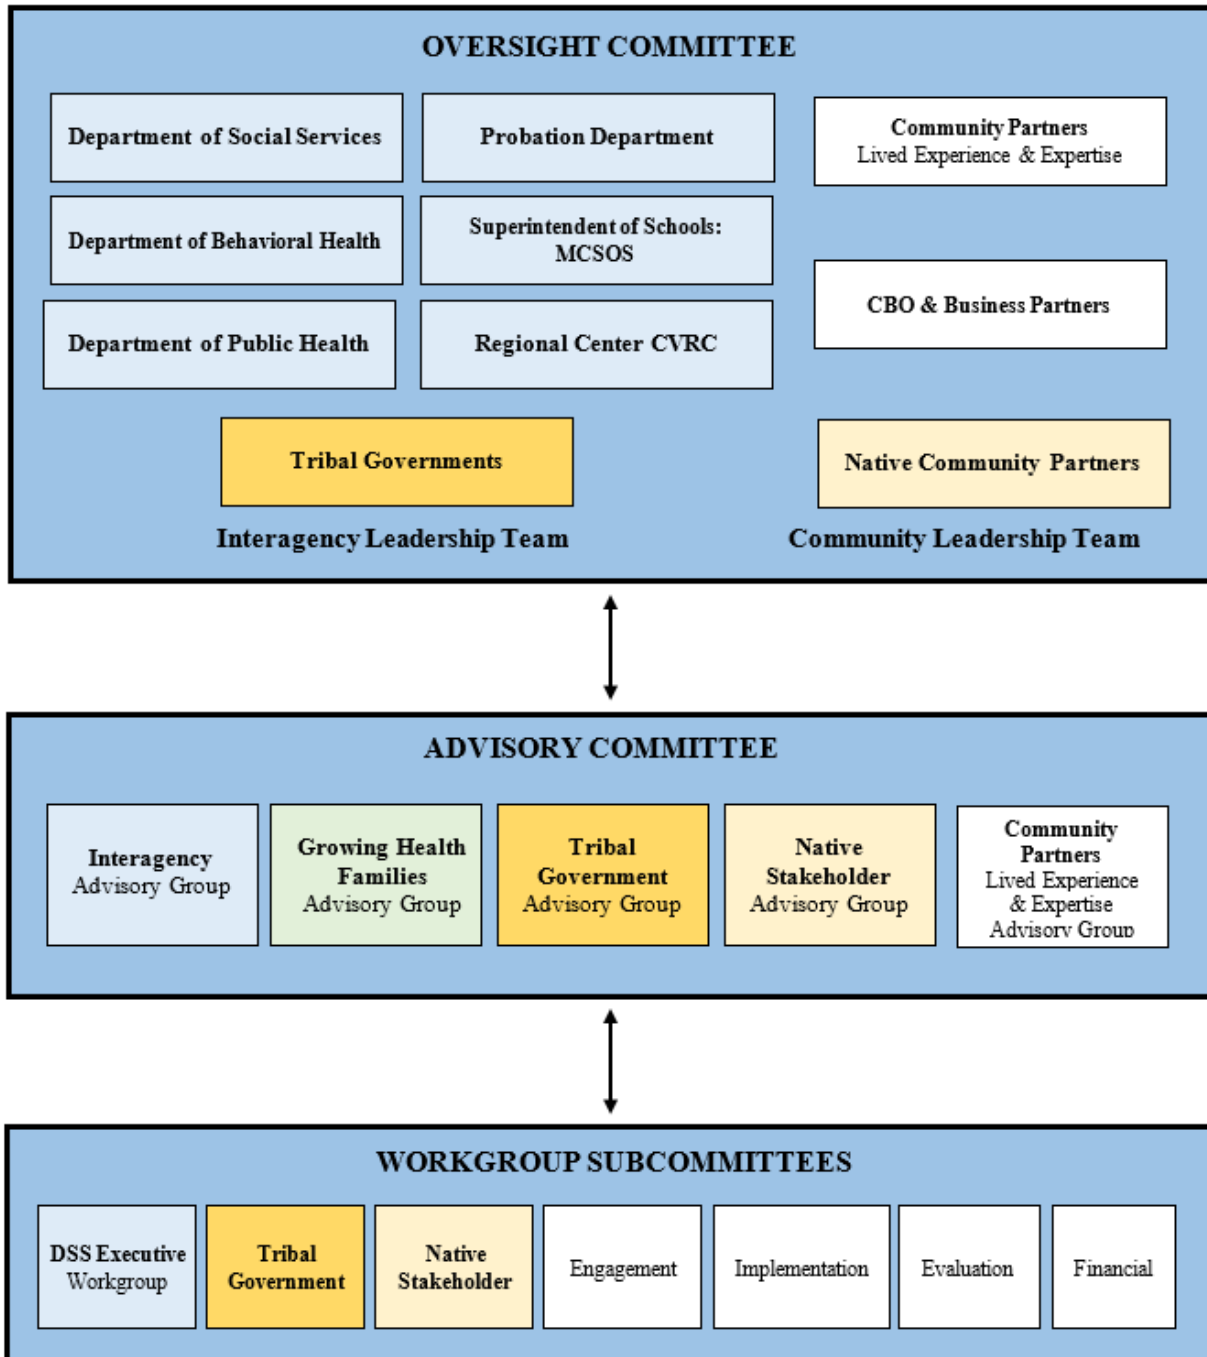 OVERSIGHT COMMITTEE
Department of Social Services
Probation Department
Community Partners
Lived Experience & Expertise
Department of Behavioral Health
Superintendent of Schools:
MCSOS
CBO & Business Partners
Department of Public Health
Regional Center CVRC
Tribal Governments
Native Community Partners
Interagency Leadership Team
Community Leadership Team
ADVISORY COMMITTEE
Interagency
Advisory Group
Growing Health
Families
Advisory Group
Tribal
Government
Advisory Group
Native
Stakeholder
Advisory Group
Community
Partners
Lived Experience
& Expertise
Advisory Group
WORKGROUP SUBCOMMITTEES
DSS Executive
Workgroup
Tribal
Government
Native
Stakeholder
Engagement
Implementation
Evaluation
Financial